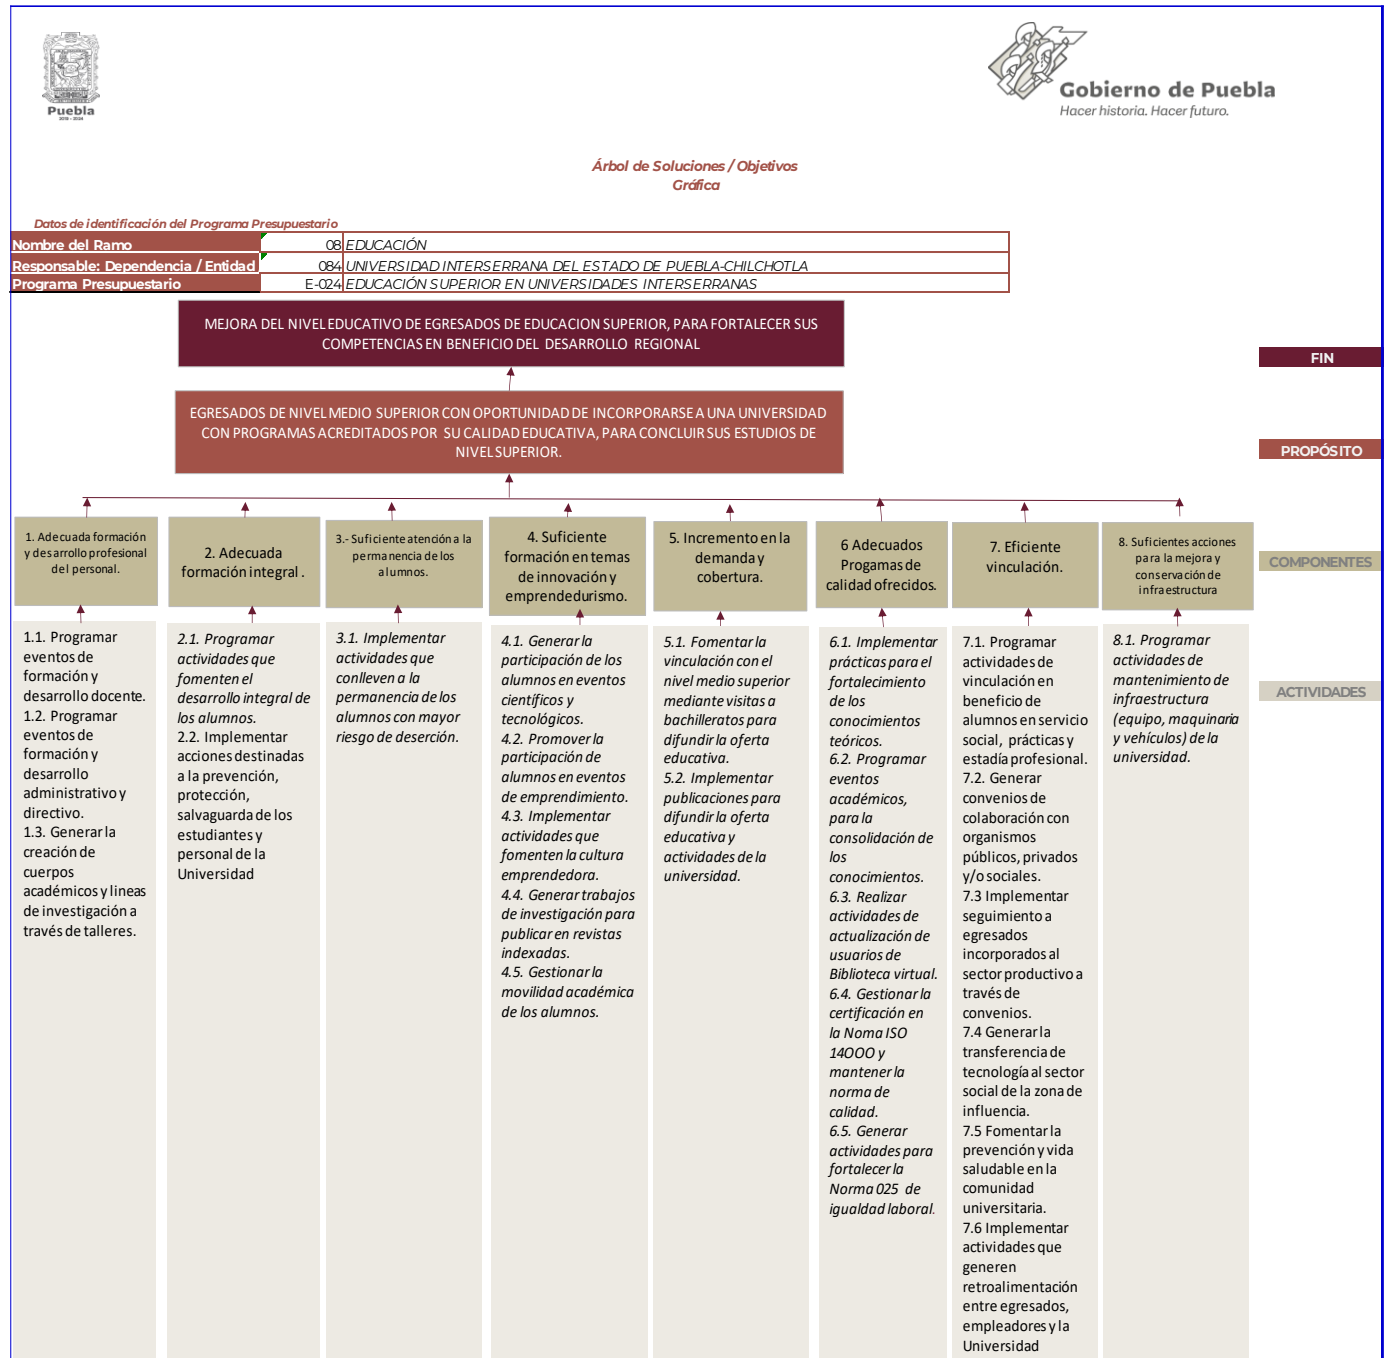 Puebla
2019 - 2024
Gobierno de Puebla
Hacer historia. Hacer futuro.
Árbol de Soluciones / Objetivos
Gráfica
Datos de identificación del Programa Presupuestario
Nombre del Ramo 08 EDUCACIÓN
Responsable: Dependencia / Entidad 084 UNIVERSIDAD INTERSERRANA DEL ESTADO DE PUEBLA-CHILCHOTLA
Programa Presupuestario E-024 EDUCACIÓN SUPERIOR EN UNIVERSIDADES INTERSERRANAS
MEJORA DEL NIVEL EDUCATIVO DE EGRESADOS DE EDUCACION SUPERIOR, PARA FORTALECER SUS
COMPETENCIAS EN BENEFICIO DEL DESARROLLO REGIONAL
FIN
EGRESADOS DE NIVEL MEDIO SUPERIOR CON OPORTUNIDAD DE INCORPORARSE A UNA UNIVERSIDAD
CON PROGRAMAS ACREDITADOS POR SU CALIDAD EDUCATIVA, PARA CONCLUIR SUS ESTUDIOS DE
NIVEL SUPERIOR.
PROPÓSITO
1. Adecuada formación
y desarrollo profesional
del personal.
2. Adecuada
formación integral .
3.- Suficiente atención a la
permanencia de los
alumnos.
4. Suficiente
formación en temas
de innovación y
emprendedurismo.
5. Incremento en la
demanda y
cobertura.
6 Adecuados
Progamas de
calidad ofrecidos.
7. Eficiente
vinculación.
8. Suficientes acciones
para la mejora y
conservación de
infraestructura
COMPONENTES
1.1. Programar
eventos de
formación y
desarrollo docente.
1.2. Programar
eventos de
formación y
desarrollo
administrativo y
directivo.
1.3. Generar la
creación de
cuerpos
académicos y lineas
de investigación a
través de talleres.
2.1. Programar
actividades que
fomenten el
desarrollo integral de
los alumnos.
2.2. Implementar
acciones destinadas
a la prevención,
protección,
salvaguarda de los
estudiantes y
personal de la
Universidad
3.1. Implementar
actividades que
conlleven a la
permanencia de los
alumnos con mayor
riesgo de deserción.
4.1. Generar la
participación de los
alumnos en eventos
científicos y
tecnológicos.
4.2. Promover la
participación de
alumnos en eventos
de emprendimiento.
4.3. Implementar
actividades que
fomenten la cultura
emprendedora.
4.4. Generar trabajos
de investigación para
publicar en revistas
indexadas.
4.5. Gestionar la
movilidad académica
de los alumnos.
5.1. Fomentar la
vinculación con el
nivel medio superior
mediante visitas a
bachilleratos para
difundir la oferta
educativa.
5.2. Implementar
publicaciones para
difundir la oferta
educativa y
actividades de la
universidad.
6.1. Implementar
prácticas para el
fortalecimiento
de los
conocimientos
teóricos.
6.2. Programar
eventos
académicos,
para la
consolidación de
los
conocimientos.
6.3. Realizar
actividades de
actualización de
usuarios de
Biblioteca virtual.
6.4. Gestionar la
certificación en
la Noma ISO
14OOO y
mantener la
norma de
calidad.
6.5. Generar
actividades para
fortalecer la
Norma 025 de
igualdad laboral.
7.1. Programar
actividades de
vinculación en
beneficio de
alumnos en servicio
social, prácticas y
estadía profesional.
7.2. Generar
convenios de
colaboración con
organismos
públicos, privados
y/o sociales.
7.3 Implementar
seguimiento a
egresados
incorporados al
sector productivo a
través de
convenios.
7.4 Generar la
transferencia de
tecnología al sector
social de la zona de
influencia.
7.5 Fomentar la
prevención y vida
saludable en la
comunidad
universitaria.
7.6 Implementar
actividades que
generen
retroalimentación
entre egresados,
empleadores y la
Universidad
8.1. Programar
actividades de
mantenimiento de
infraestructura
(equipo, maquinaria
y vehículos) de la
universidad.
ACTIVIDADES